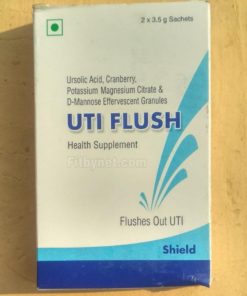 2 x 3.5 g Sachets
Ursolic Acid, Cranberry,
Potassium Magnesium Citrate &
D-Mannose Effervescent Granules
UTI FLUSH
Health Supplement
Fitbynet.com
Flushes Out UTI
Shield